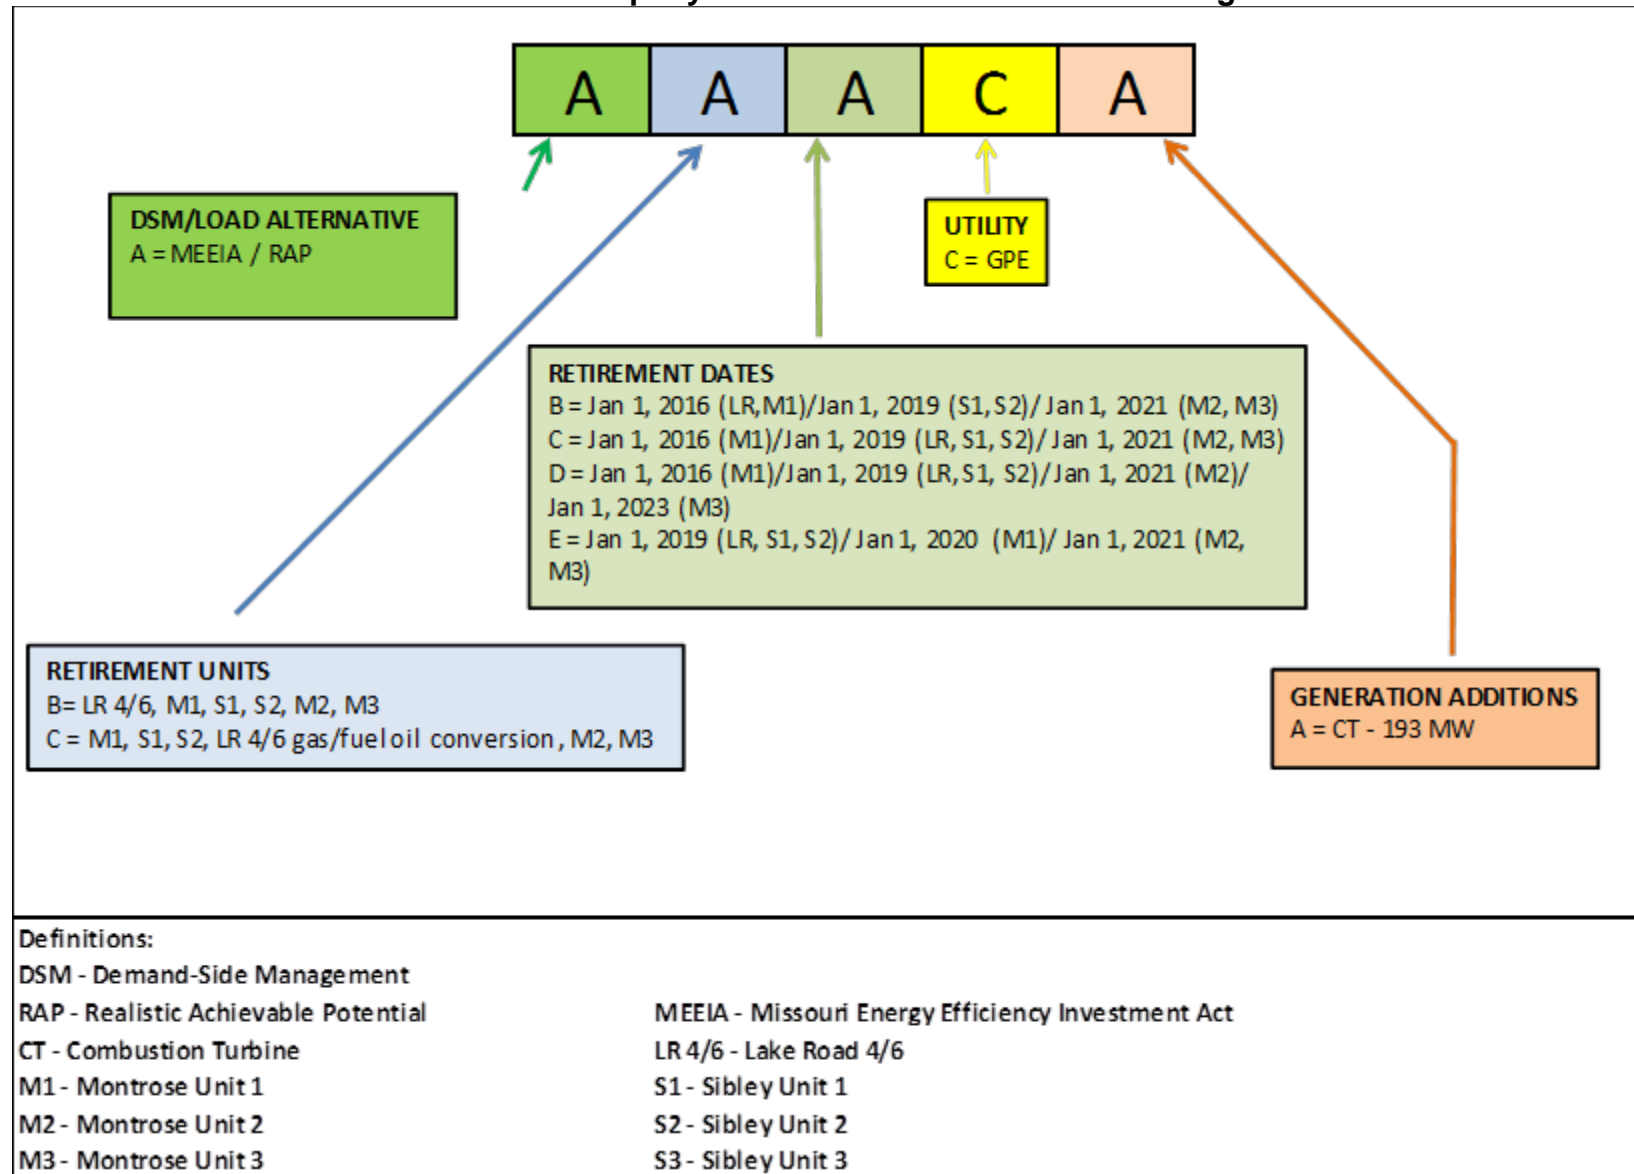 A A A C A
DSM/LOAD ALTERNATIVE
A = MEEIA / RAP
UTILITY
C = GPE
RETIREMENT DATES
B = Jan 1, 2016 (LR,M1)/Jan 1, 2019 (S1, S2)/ Jan 1, 2021 (M2, M3)
C = Jan 1, 2016 (M1)/Jan 1, 2019 (LR, S1, S2)/ Jan 1, 2021 (M2, M3)
D = Jan 1, 2016 (M1)/Jan 1, 2019 (LR, S1, S2)/Jan 1, 2021 (M2)/
Jan 1, 2023 (M3)
E = Jan 1, 2019 (LR, S1, S2)/ Jan 1, 2020 (M1)/ Jan 1, 2021 (M2,
M3)
RETIREMENT UNITS
B= LR 4/6, M1, S1, S2, M2, M3
C = M1, S1, S2, LR 4/6 gas/fuel oil conversion, M2, M3
GENERATION ADDITIONS
A = CT - 193 MW
Definitions:
DSM - Demand-Side Management
RAP - Realistic Achievable Potential MEEIA - Missouri Energy Efficiency Investment Act
CT - Combustion Turbine LR 4/6 - Lake Road 4/6
M1 - Montrose Unit 1 S1 - Sibley Unit 1
M2 - Montrose Unit 2 S2 - Sibley Unit 2
M3 - Montrose Unit 3 S3 - Sibley Unit 3